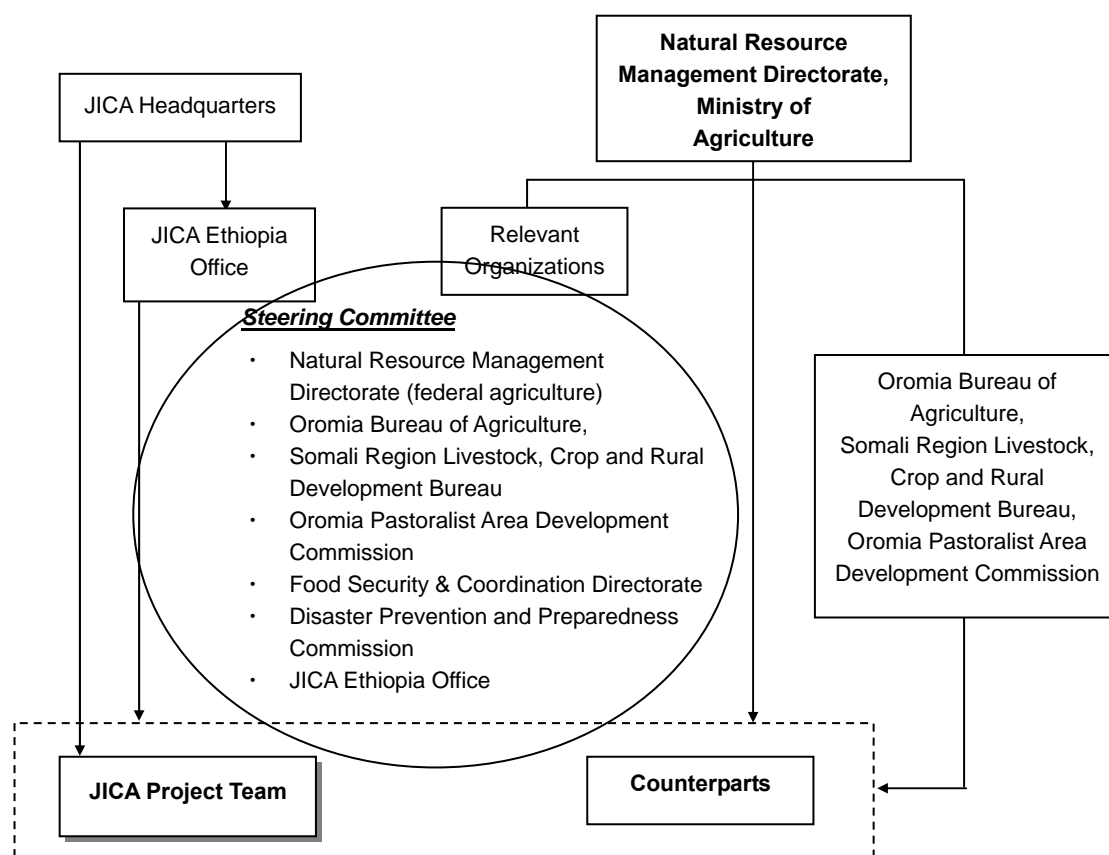 Natural Resource
Management Directorate,
Ministry of
Agriculture
JICA Headquarters
JICA Ethiopia
Office
Relevant
Organizations
Steering Committee
・ Natural Resource Management
Directorate (federal agriculture)
・ Oromia Bureau of Agriculture,
・ Somali Region Livestock, Crop and Rural
Development Bureau
・ Oromia Pastoralist Area Development
Commission
・ Food Security & Coordination Directorate
・ Disaster Prevention and Preparedness
Commission
・ JICA Ethiopia Office
Oromia Bureau of
Agriculture,
Somali Region Livestock,
Crop and Rural
Development Bureau,
Oromia Pastoralist Area
Development Commission
JICA Project Team
Counterparts